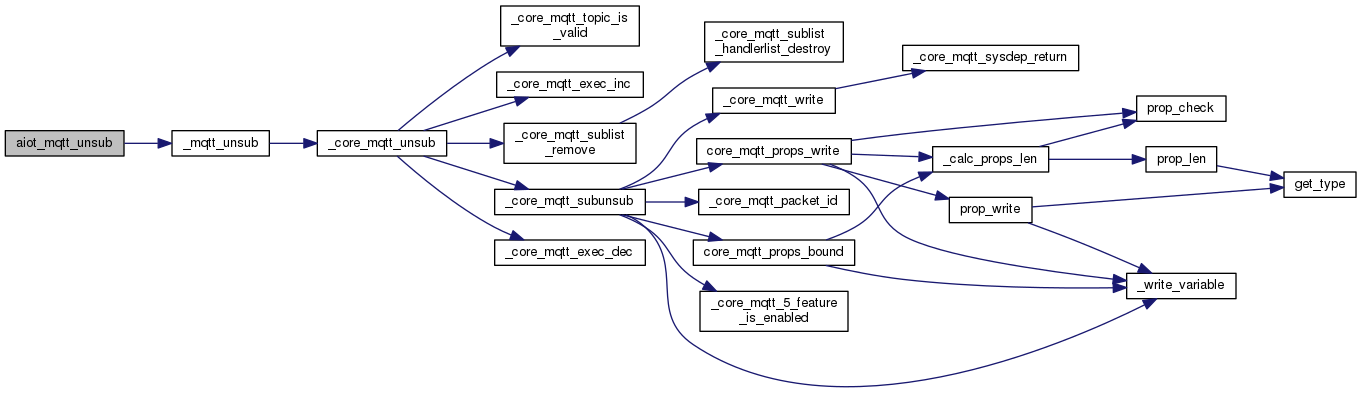 aiot_mqtt_unsub
_mqtt_unsub
_core_mqtt_unsub
_core_mqtt_topic_is
_valid
_core_mqtt_exec_inc
_core_mqtt_sublist
_remove
_core_mqtt_subunsub
_core_mqtt_exec_dec
_core_mqtt_sublist
_handlerlist_destroy
_core_mqtt_write
core_mqtt_props_write
_core_mqtt_packet_id
core_mqtt_props_bound
_core_mqtt_5_feature
_is_enabled
_core_mqtt_sysdep_return
_calc_props_len
prop_write
prop_check
prop_len
_write_variable
get_type